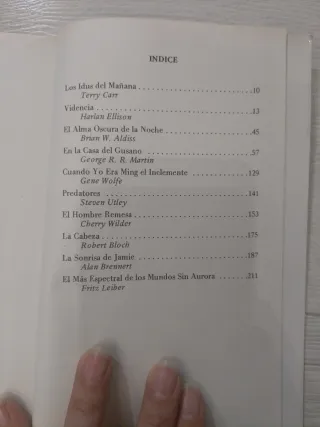 INDICE
Los Idus del Mañana . . . . . . . . . . . . . . . . . . . . . . . . .10
Terry Carr
Videncia . . . . . . . . . . . . . . . . . . . . . . . . . . . . . . . . . .13
Harlan Ellison
El Alma Oscura de la Noche . . . . . . . . . . . . . . . . . . .45
Brian W. Aldiss
En la Casa del Gusano . . . . . . . . . . . . . . . . . . . . . . .57
George R. R. Martin
Cuando Yo Era Ming el Inclemente . . . . . . . . . . . . .129
Gene Wolfe
Predatores . . . . . . . . . . . . . . . . . . . . . . . . . . . . . . .141
Steven Utley
El Hombre Remesa . . . . . . . . . . . . . . . . . . . . . . . . .153
Cherry Wilder
La Cabeza . . . . . . . . . . . . . . . . . . . . . . . . . . . . . . .175
Robert Bloch
La Sonrisa de Jamie . . . . . . . . . . . . . . . . . . . . . . . .187
Alan Brennert
El Más Espectral de los Mundos Sin Aurora . . . . . . .211
Fritz Leiber